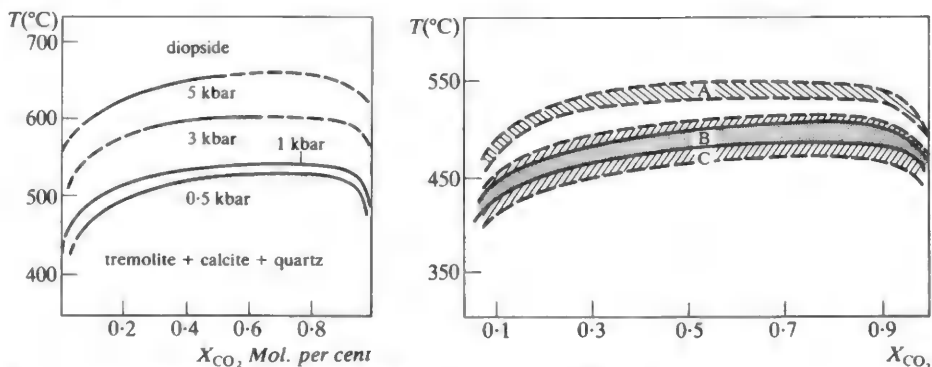 T(°C)
700
600
500
400
diopside
5 kbar
3 kbar
1 kbar
0·5 kbar
tremolite + calcite + quartz
0·2
0·4
0·6
0·8
X_CO₂ Mol. per cent
T(°C)
550
450
350
A
B
C
0·1
0·3
0·5
0·7
0·9
X_CO₂